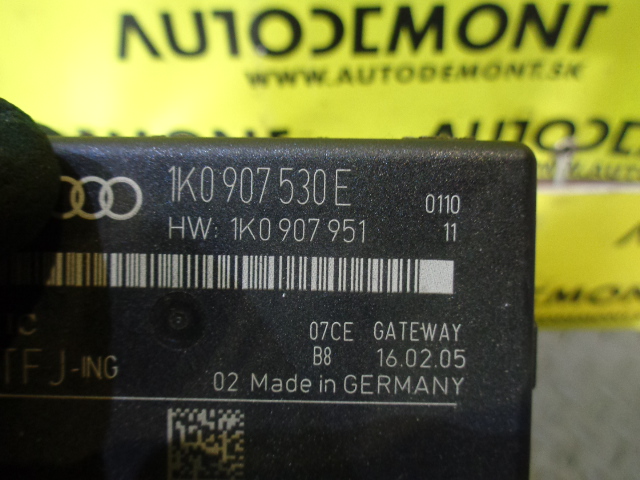 AUTODEMONT
WWW.AUTODEMONT.SK
1K0 907 530 E
0110
HW: 1K0 907 951
11
07CE GATEWAY
TFJ-ING
B8 16.02.05
02 Made in GERMANY